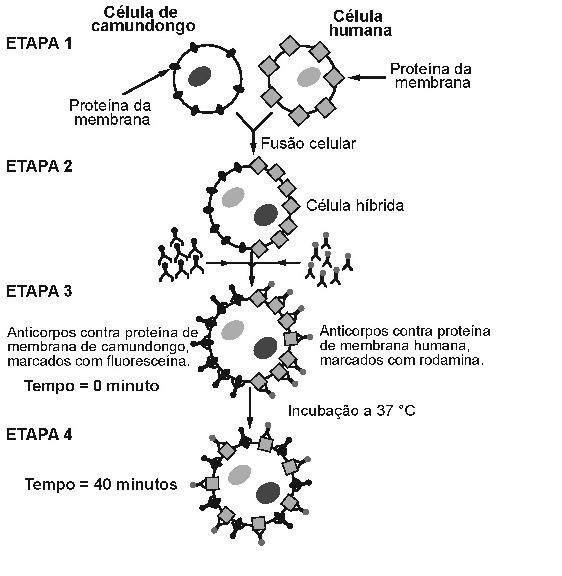 Célula de
camundongo
Célula
humana
ETAPA 1
Proteína da
membrana
Proteína da
membrana
Fusão celular
ETAPA 2
Célula híbrida
ETAPA 3
Anticorpos contra proteína de
membrana de camundongo,
marcados com fluoresceína.
Anticorpos contra proteína
de membrana humana,
marcados com rodamina.
Tempo = 0 minuto
Incubação a 37 °C
ETAPA 4
Tempo = 40 minutos